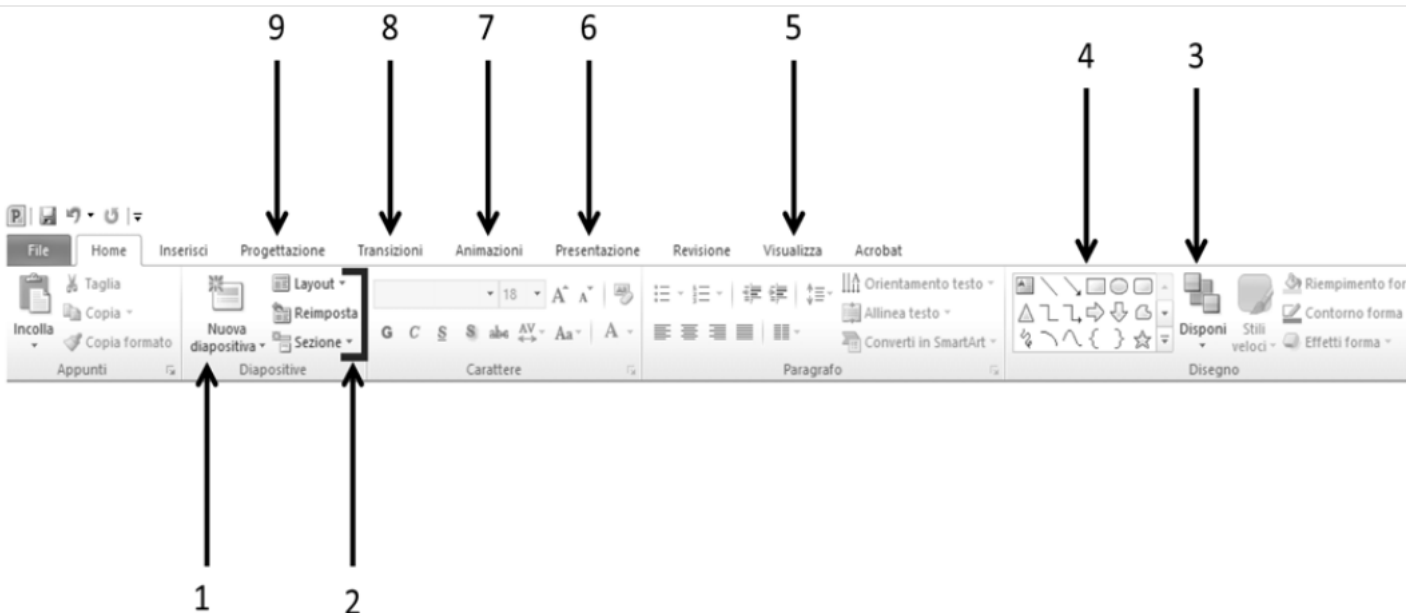 9 8 7 6 5 4 3
File Home Inserisci Progettazione Transizioni Animazioni Presentazione Revisione Visualizza Acrobat
Incolla
Taglia
Copia
Copia formato
Appunti
Nuova
diapositiva
Layout
Reimposta
Sezione
Diapositive
18 A A
G C S S abc AV Aa A
Carattere
Orientamento testo
Allinea testo
Converti in SmartArt
Paragrafo
Disponi
Stili
veloci
Riempimento for
Contorno forma
Effetti forma
Disegno
1 2